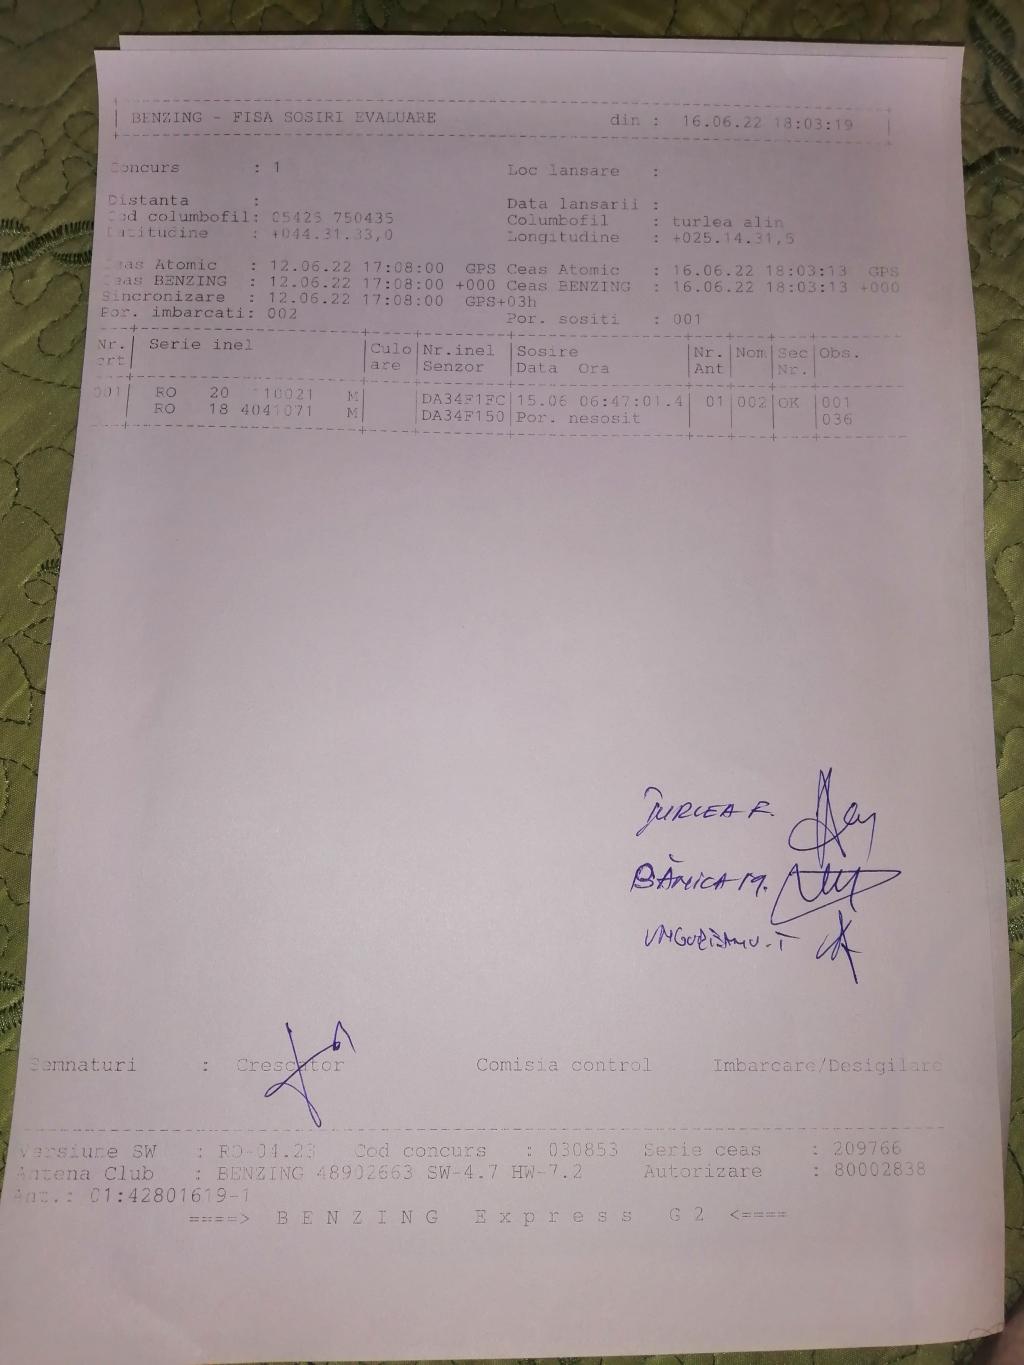 BENZING - FISA SOSIRI EVALUARE din : 16.06.22 18:03:19
Concurs : 1 Loc lansare :
Distanta : Data lansarii :
Cod columbofil: 05425 750435 Columbofil : turlea alin
Latitudine : +044.31.33,0 Longitudine : +025.14.31,5
Ceas Atomic : 12.06.22 17:08:00 GPS Ceas Atomic : 16.06.22 18:03:13 GPS
Ceas BENZING : 12.06.22 17:08:00 +000 Ceas BENZING : 16.06.22 18:03:13 +000
Sincronizare : 12.06.22 17:08:00 GPS+03h
Por. imbarcati: 002 Por. sositi : 001
Nr. Serie inel Culo Nr.inel Sosire Nr. Nom Sec Obs.
crt are Senzor Data Ora Ant Nr.
001 RO 20 110021 M DA34F1FC 15.06 06:47:01.4 01 002 OK 001
RO 18 4041071 M DA34F150 Por. nesosit 036
ȚURLEA F.
BĂNICA M.
UNGUREANU. I
Semnaturi : Crescator Comisia control Imbarcare/Desigilare
Versiune SW : RO-04.23 Cod concurs : 030853 Serie ceas : 209766
Antena Club : BENZING 48902663 SW-4.7 HW-7.2 Autorizare : 80002838
Ant.: 01:42801619-1
====> BENZING Express G2 <====